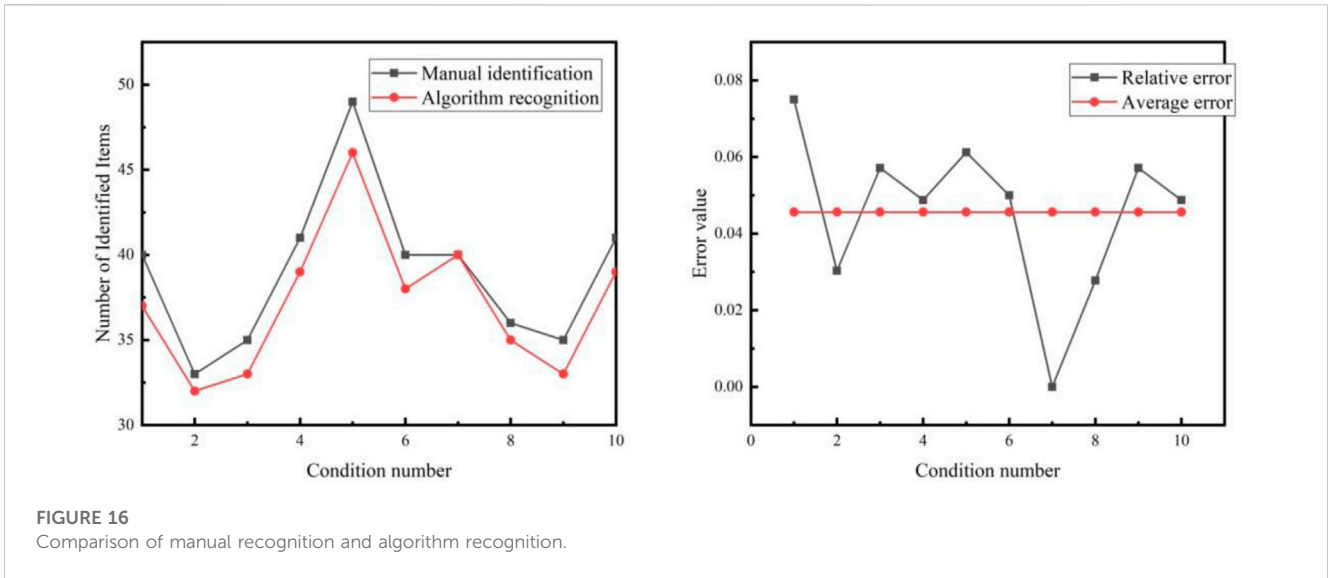 Manual identification
Algorithm recognition
Number of Identified Items
50
45
40
35
30
2
4
6
8
10
Condition number
Relative error
Average error
Error value
0.08
0.06
0.04
0.02
0.00
0
2
4
6
8
10
Condition number
FIGURE 16
Comparison of manual recognition and algorithm recognition.